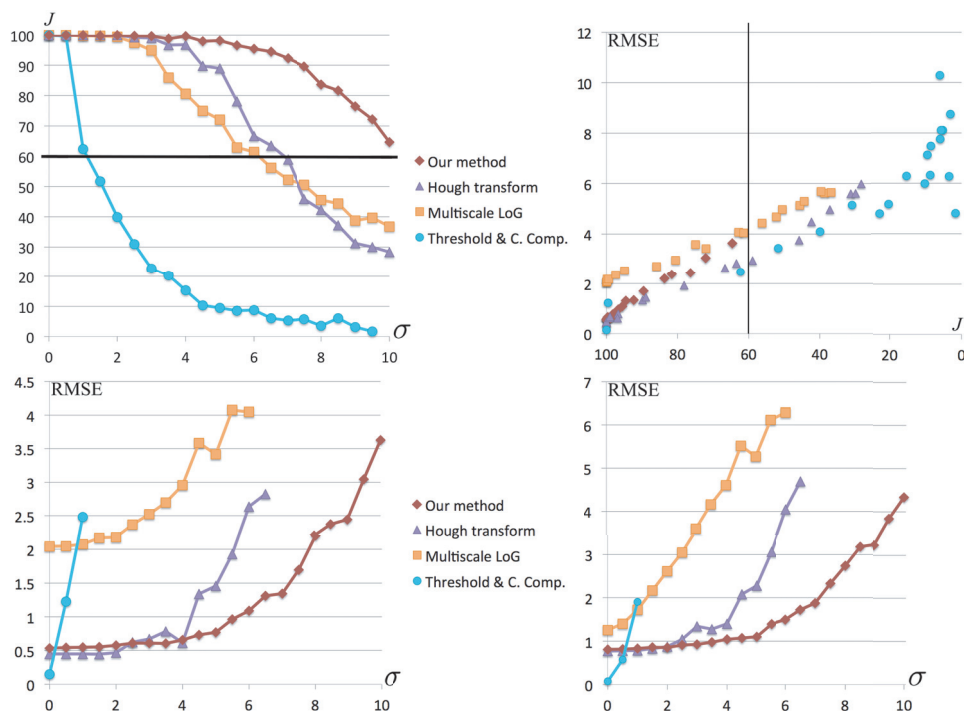 J
100
90
80
70
60
50
40
30
20
10
0
0 2 4 6 8 10
σ
Our method
Hough transform
Multiscale LoG
Threshold & C. Comp.
RMSE
12
10
8
6
4
2
0
100 80 60 40 20 0
J
RMSE
4.5
4
3.5
3
2.5
2
1.5
1
0.5
0
0 2 4 6 8 10
σ
Our method
Hough transform
Multiscale LoG
Threshold & C. Comp.
RMSE
7
6
5
4
3
2
1
0
0 2 4 6 8 10
σ